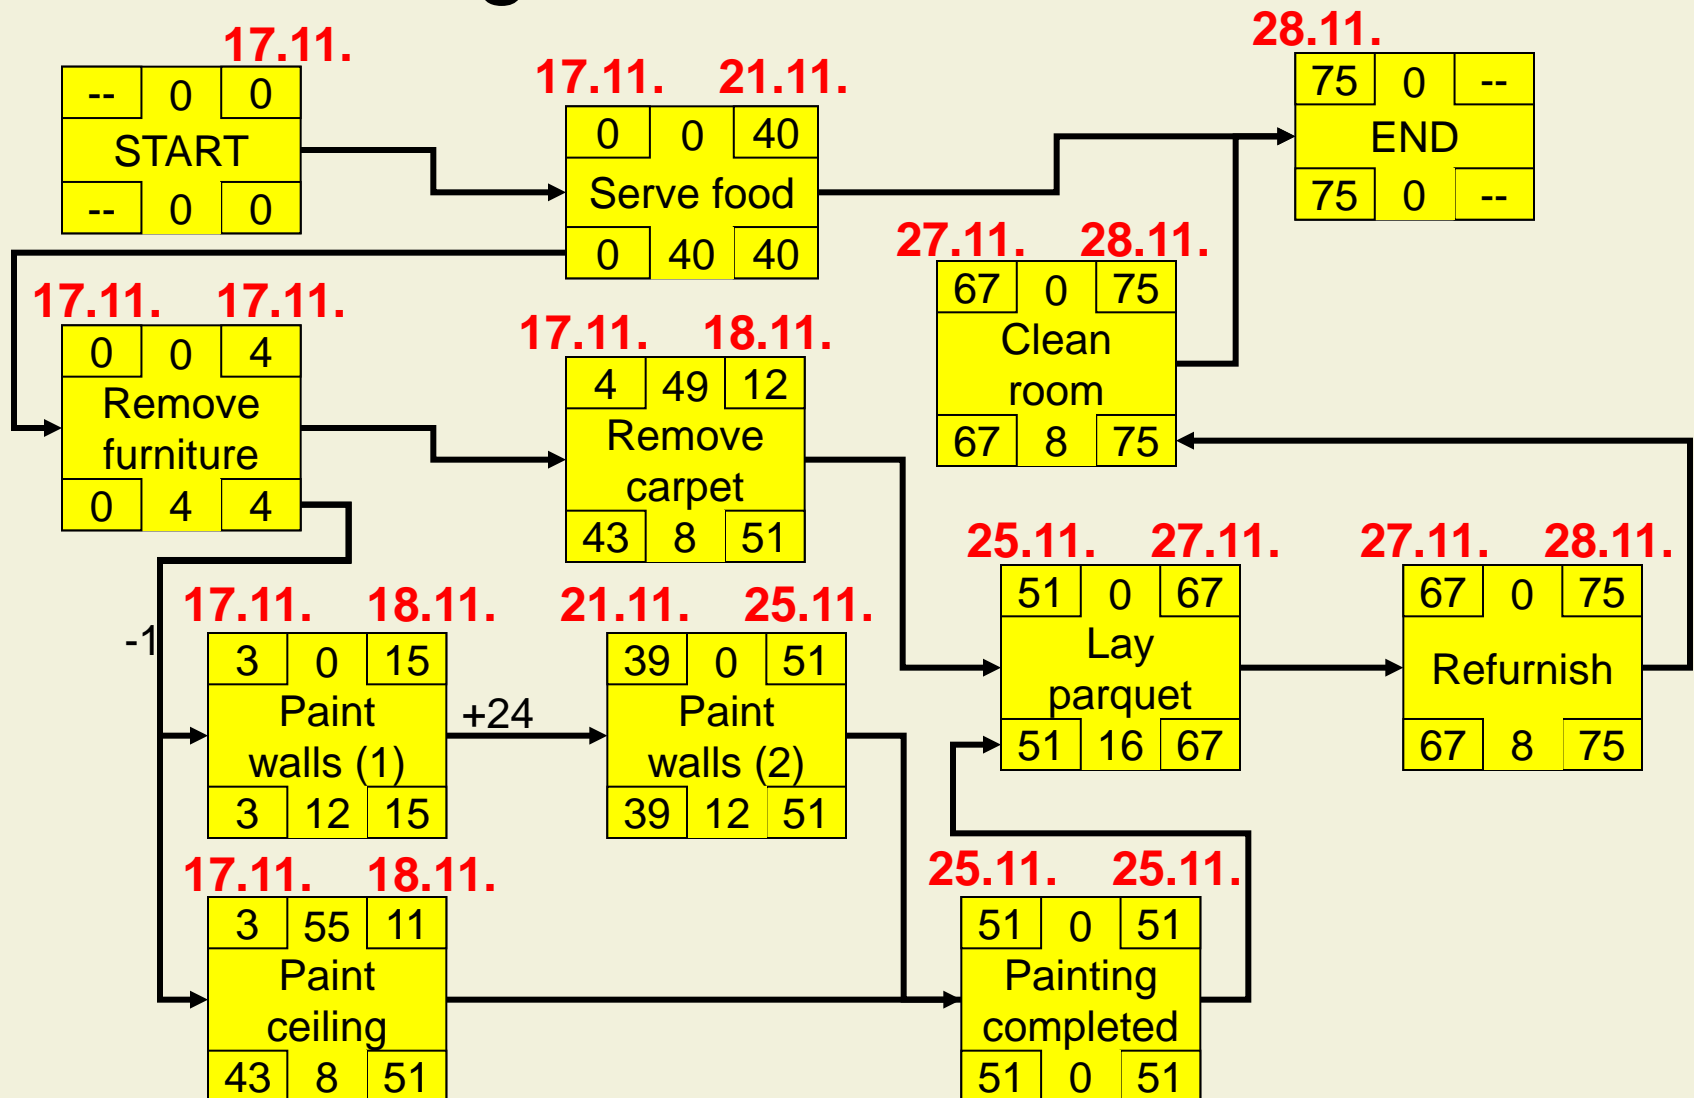 17.11.
-- 0 0
START
-- 0 0
17.11. 21.11.
0 0 40
Serve food
0 40 40
28.11.
75 0 --
END
75 0 --
17.11. 17.11.
0 0 4
Remove
furniture
0 4 4
17.11. 18.11.
4 49 12
Remove
carpet
43 8 51
27.11. 28.11.
67 0 75
Clean
room
67 8 75
-1
17.11. 18.11.
3 0 15
Paint
walls (1)
3 12 15
+24
21.11. 25.11.
39 0 51
Paint
walls (2)
39 12 51
25.11. 27.11.
51 0 67
Lay
parquet
51 16 67
27.11. 28.11.
67 0 75
Refurnish
67 8 75
17.11. 18.11.
3 55 11
Paint
ceiling
43 8 51
25.11. 25.11.
51 0 51
Painting
completed
51 0 51